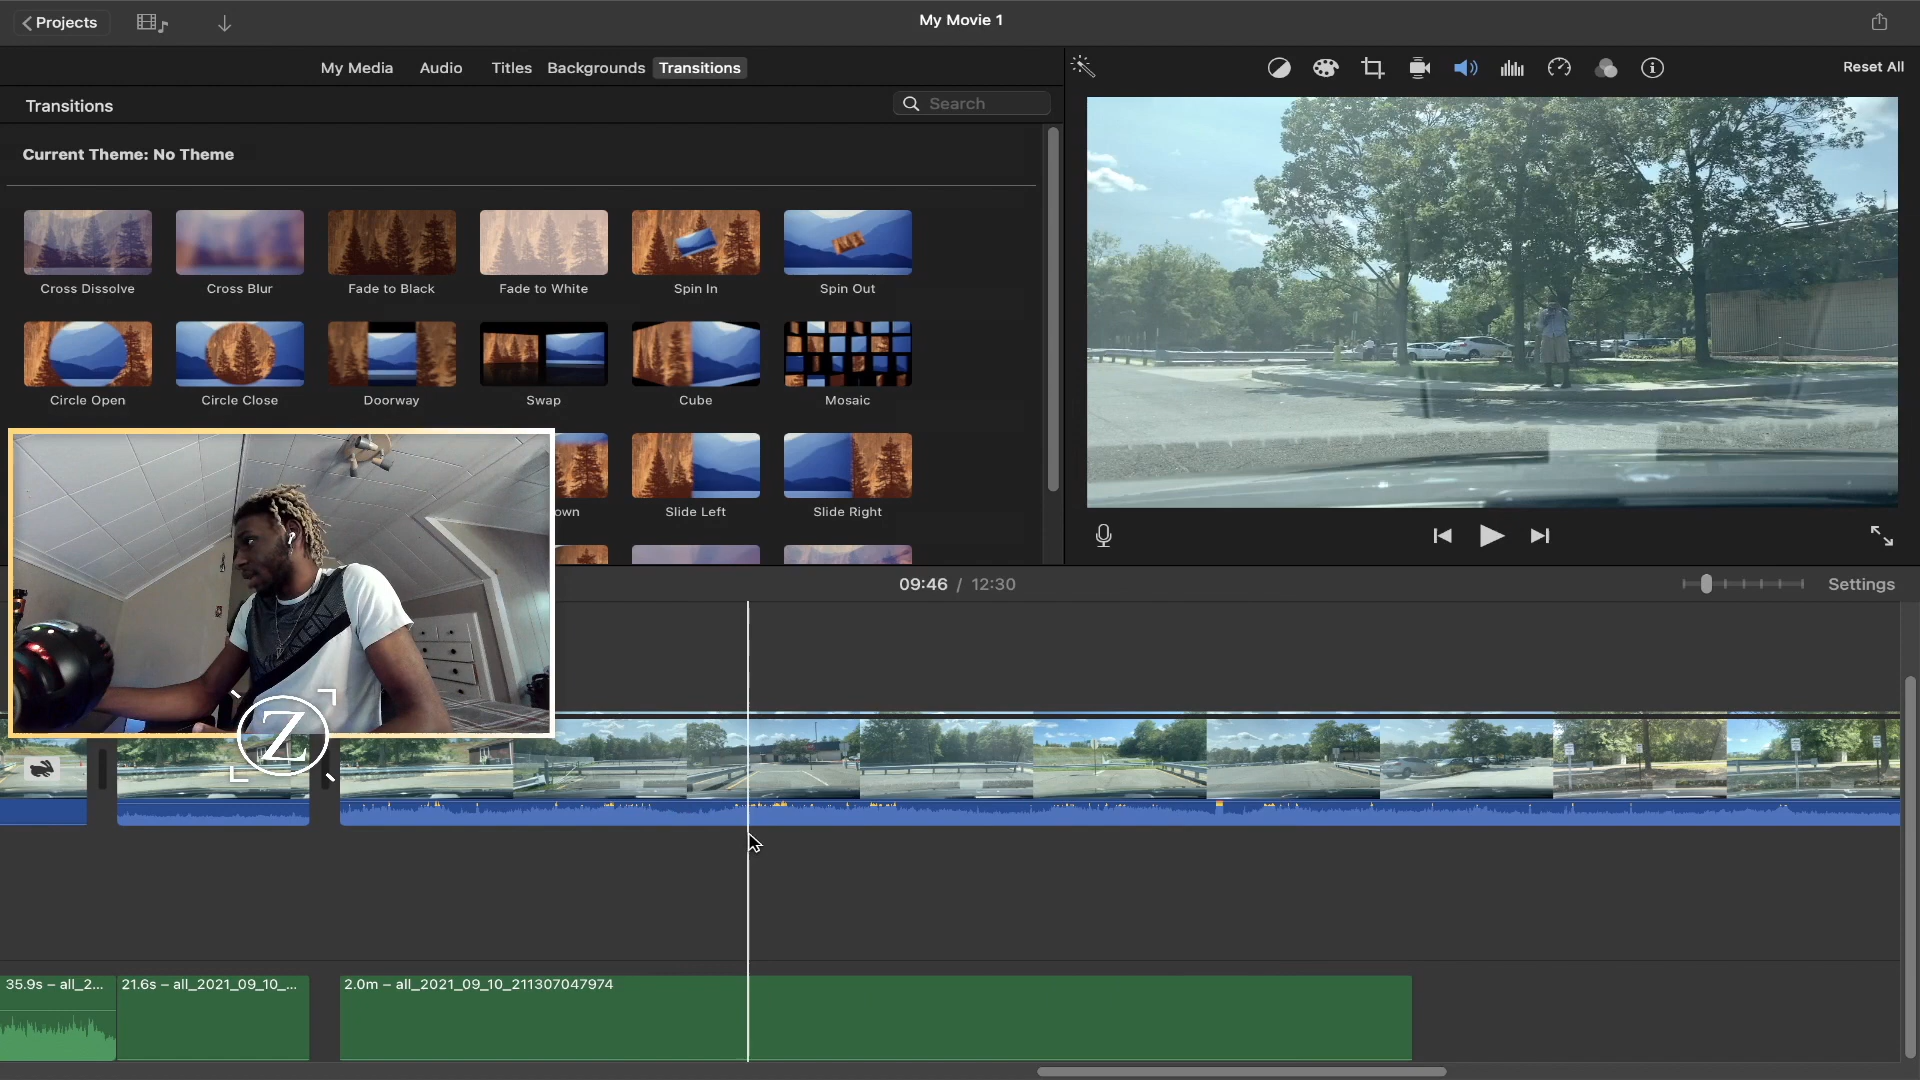 Projects
My Movie 1
My Media
Audio
Titles
Backgrounds
Transitions
Reset All
Transitions
Search
Current Theme: No Theme
Cross Dissolve
Cross Blur
Fade to Black
Fade to White
Spin In
Spin Out
Circle Open
Circle Close
Doorway
Swap
Cube
Mosaic
own
Slide Left
Slide Right
09:46 / 12:30
Settings
Z
35.9s – all_2...
21.6s – all_2021_09_10_...
2.0m – all_2021_09_10_211307047974